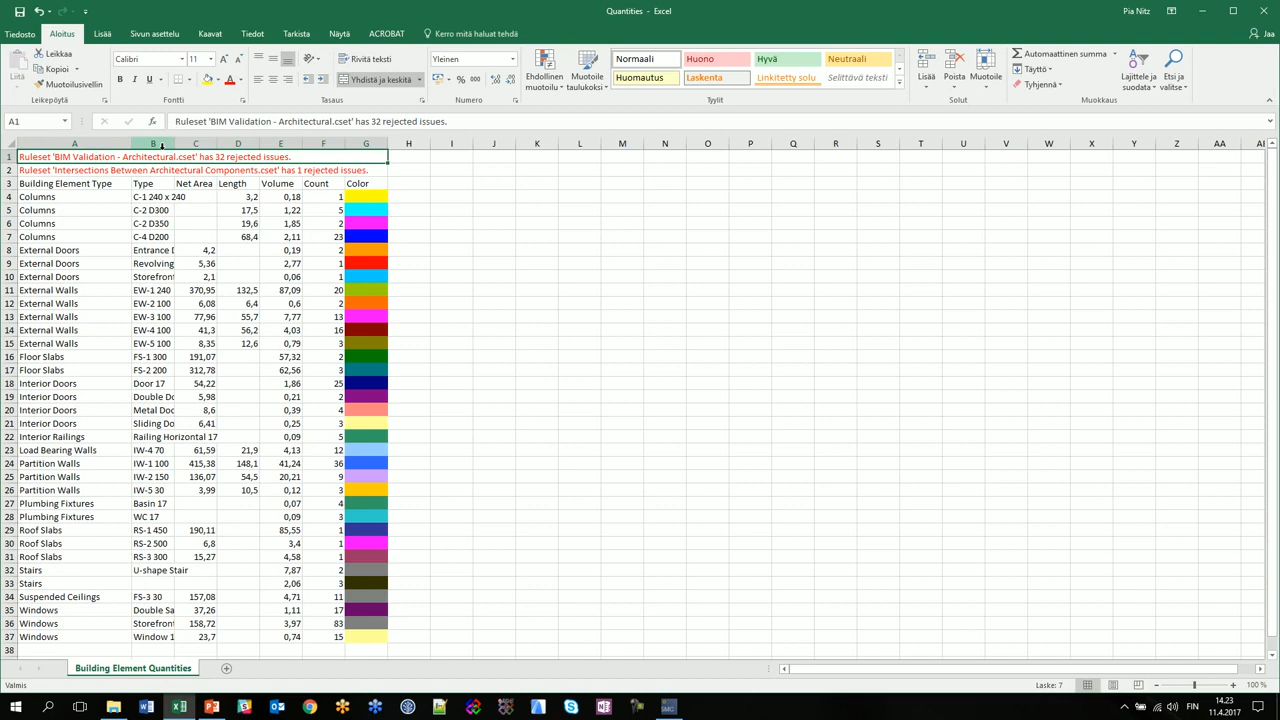 Quantities - Excel
Pia Nitz
Tiedosto Aloitus Lisää Sivun asettelu Kaavat Tiedot Tarkista Näytä ACROBAT Kerro mitä haluat tehdä Jaa
Liitä
Leikkaa
Kopioi
Muotoilusivellin
Leikepöytä
Calibri 11
B I U
Fontti
Rivitä teksti
Yhdistä ja keskitä
Tasaus
Yleinen
Numero
Ehdollinen muotoilu
Muotoile taulukoksi
Normaali Huono Hyvä Neutraali
Huomautus Laskenta Linkitetty solu Selittävä teksti
Tyylit
Lisää Poista Muotoile
Solut
Automaattinen summa
Täyttö
Tyhjennä
Lajittele ja suodata
Etsi ja valitse
Muokkaus
A1 fx Ruleset 'BIM Validation - Architectural.cset' has 32 rejected issues.
A B C D E F G H I J K L M N O P Q R S T U V W X Y Z AA
1 Ruleset 'BIM Validation - Architectural.cset' has 32 rejected issues.
2 Ruleset 'Intersections Between Architectural Components.cset' has 1 rejected issues.
3 Building Element Type Type Net Area Length Volume Count Color
4 Columns C-1 240 x 240 3,2 0,18 1
5 Columns C-2 D300 17,5 1,22 5
6 Columns C-2 D350 19,6 1,85 2
7 Columns C-4 D200 68,4 2,11 23
8 External Doors Entrance 4,2 0,19 2
9 External Doors Revolving 5,36 2,77 1
10 External Doors Storefront 2,1 0,06 1
11 External Walls EW-1 240 370,95 132,5 87,09 20
12 External Walls EW-2 100 6,08 6,4 0,6 2
13 External Walls EW-3 100 77,96 55,7 7,77 13
14 External Walls EW-4 100 41,3 56,2 4,03 16
15 External Walls EW-5 100 8,35 12,6 0,79 3
16 Floor Slabs FS-1 300 191,07 57,32 2
17 Floor Slabs FS-2 200 312,78 62,56 3
18 Interior Doors Door 17 54,22 1,86 25
19 Interior Doors Double Do 5,98 0,21 2
20 Interior Doors Metal Doo 8,6 0,39 4
21 Interior Doors Sliding Do 6,41 0,25 3
22 Interior Railings Railing Horizontal 17 0,09 5
23 Load Bearing Walls IW-4 70 61,59 21,9 4,13 12
24 Partition Walls IW-1 100 415,38 148,1 41,24 36
25 Partition Walls IW-2 150 136,07 54,5 20,21 9
26 Partition Walls IW-5 30 3,99 10,5 0,12 3
27 Plumbing Fixtures Basin 17 0,07 4
28 Plumbing Fixtures WC 17 0,09 3
29 Roof Slabs RS-1 450 190,11 85,55 1
30 Roof Slabs RS-2 500 6,8 3,4 1
31 Roof Slabs RS-3 300 15,27 4,58 1
32 Stairs U-shape Stair 7,87 2
33 Stairs 2,06 3
34 Suspended Ceilings FS-3 30 157,08 4,71 11
35 Windows Double Sa 37,26 1,11 17
36 Windows Storefront 158,72 3,97 83
37 Windows Window 1 23,7 0,74 15
38
Building Element Quantities
Valmis Laske: 7 100 %
FIN 14.23
11.4.2017